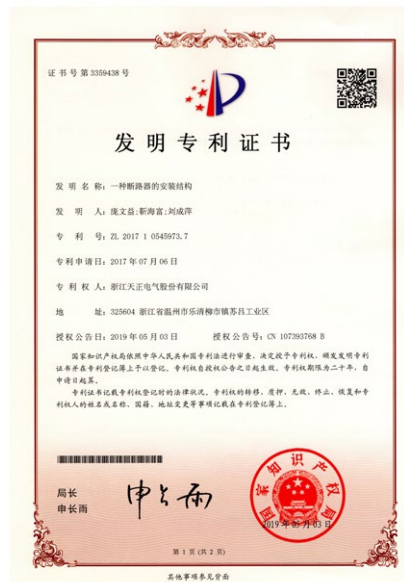 证书号第3359438号
发明专利证书
发明名称：一种断路器的安装结构
发明人：庞文益;靳海富;刘成萍
专利号：ZL 2017 1 0545973.7
专利申请日：2017年07月06日
专利权人：浙江天正电气股份有限公司
地址：325604 浙江省温州市乐清柳市镇苏吕工业区
授权公告日：2019年05月03日 授权公告号：CN 107393768 B
国家知识产权局依照中华人民共和国专利法进行审查，决定授予专利权，颁发发明专利
证书并在专利登记簿上予以登记。专利权自授权公告之日起生效。专利权期限为二十年，自
申请日起算。
专利证书记载专利权登记时的法律状况。专利权的转移、质押、无效、终止、恢复和专
利权人的姓名或名称、国籍、地址变更等事项记载在专利登记簿上。
局长
申长雨
申长雨
国家知识产权局
2019年05月03日
第 1 页 (共 2 页)
其他事项参见背面